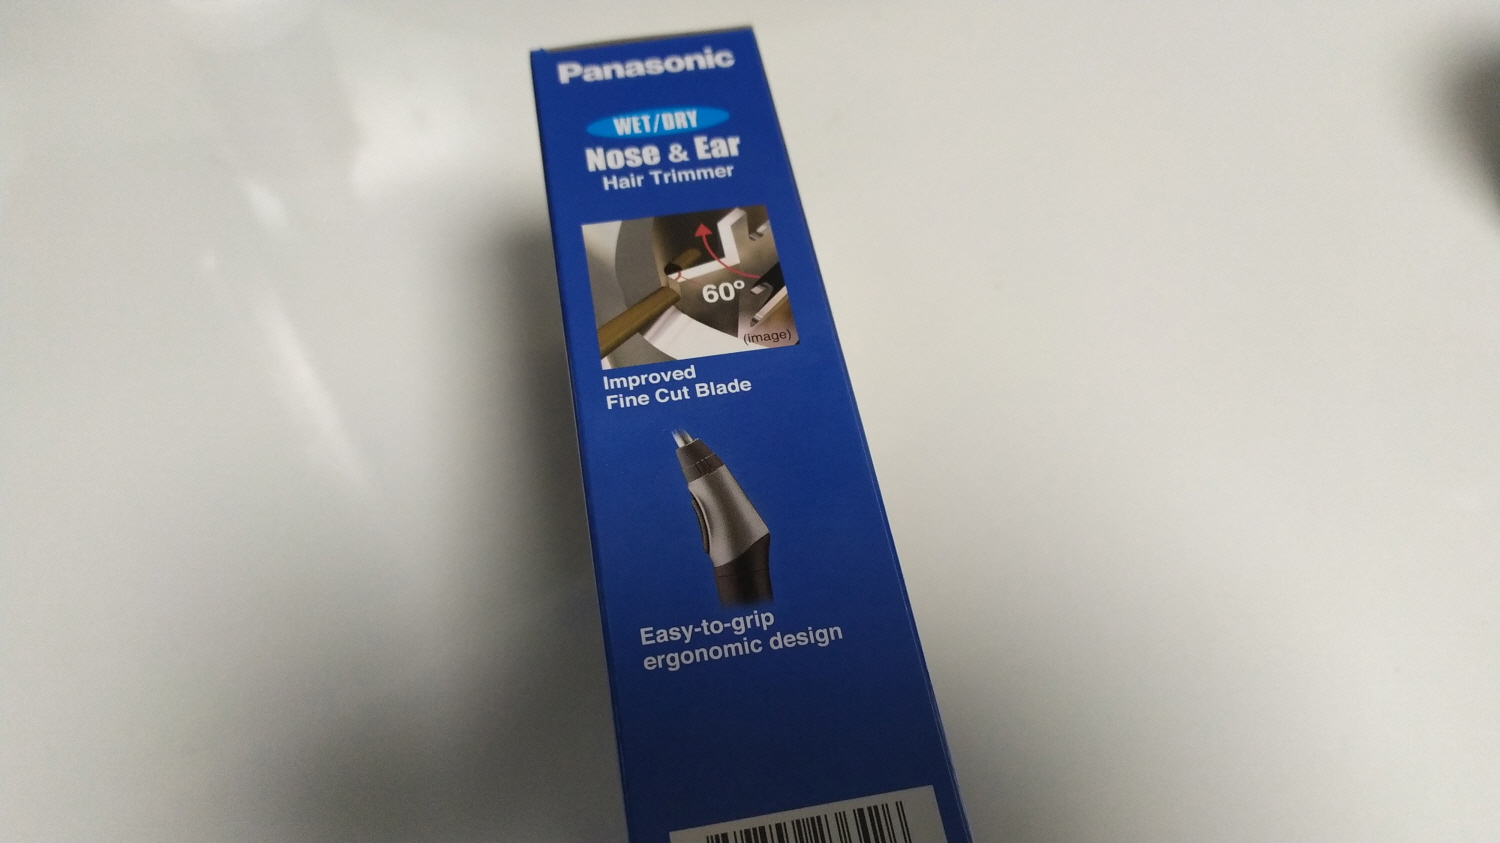 Panasonic
WET/DRY
Nose & Ear
Hair Trimmer
60°
(image)
Improved
Fine Cut Blade
Easy-to-grip
ergonomic design